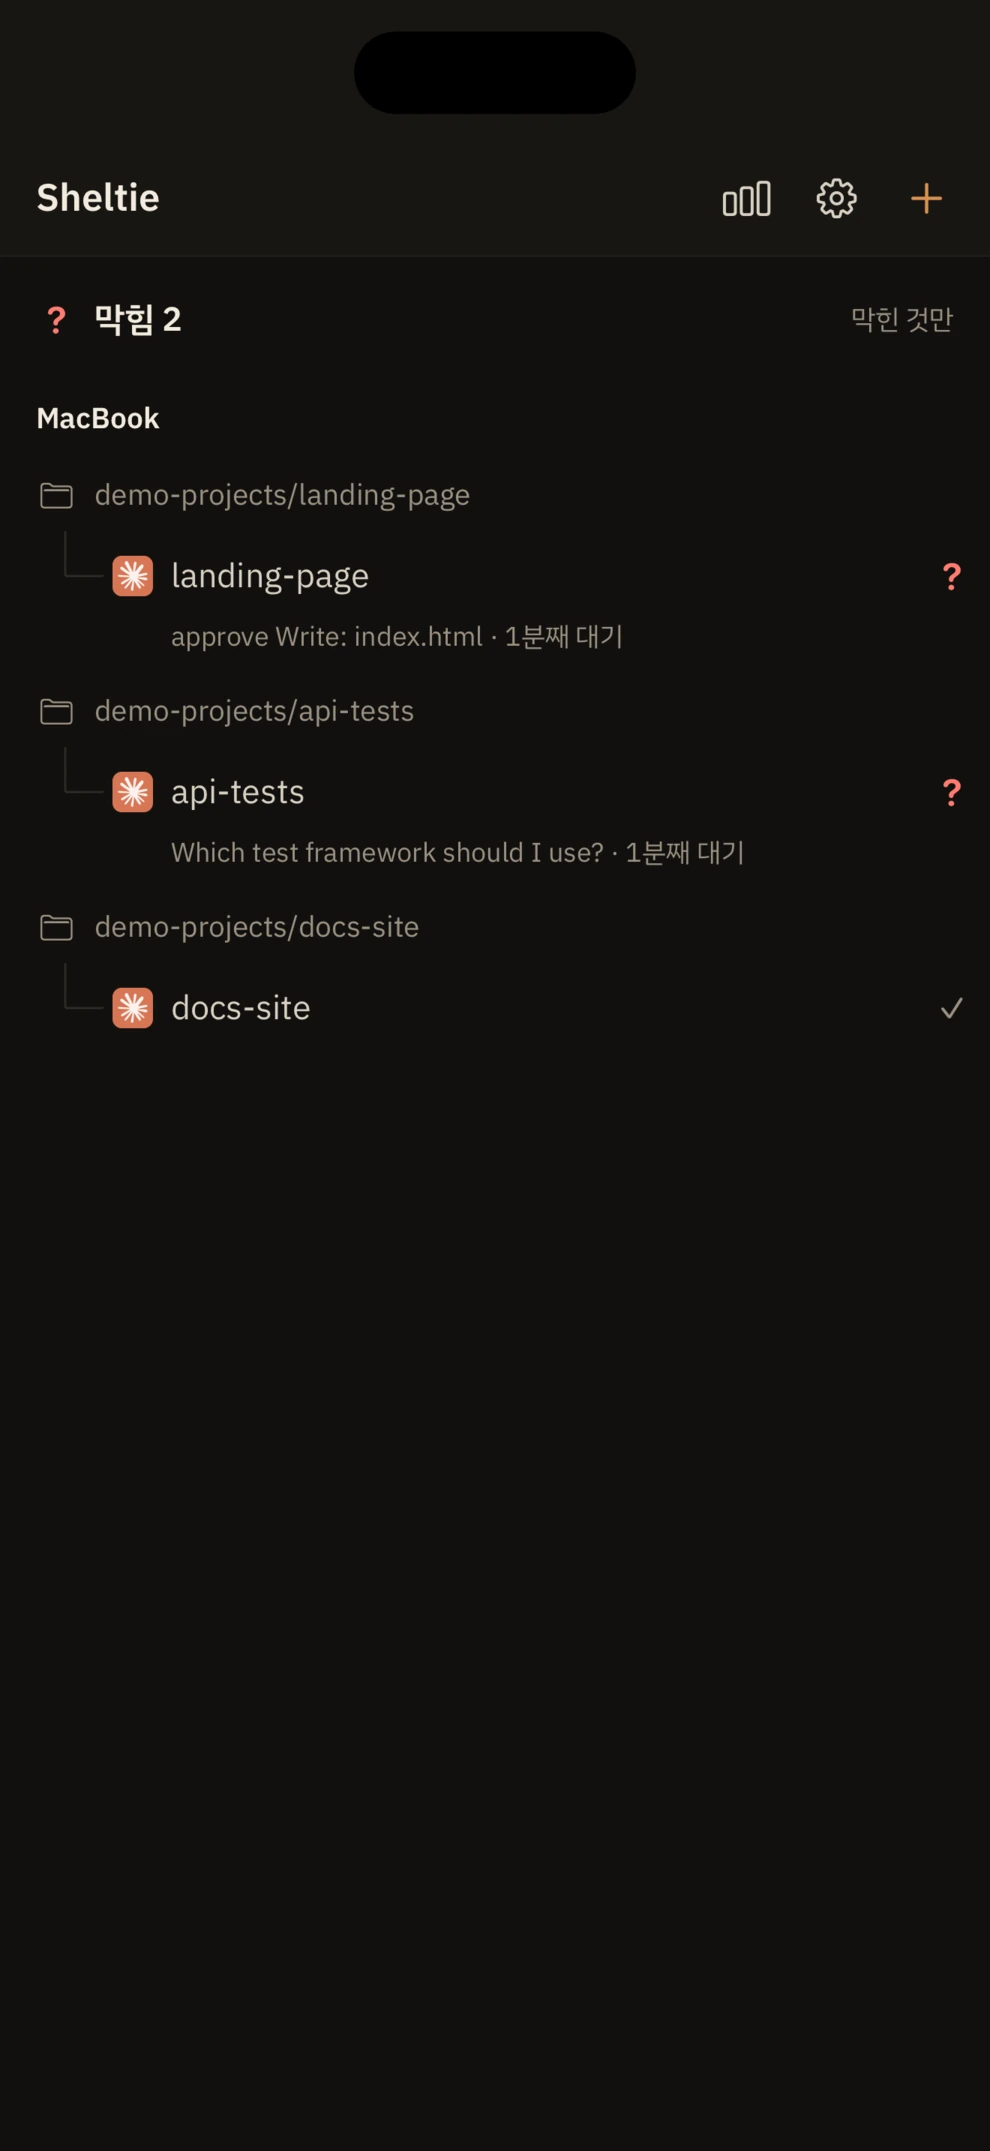 Sheltie
? 막힘 2 막힌 것만
MacBook
demo-projects/landing-page
landing-page ?
approve Write: index.html · 1분째 대기
demo-projects/api-tests
api-tests ?
Which test framework should I use? · 1분째 대기
demo-projects/docs-site
docs-site